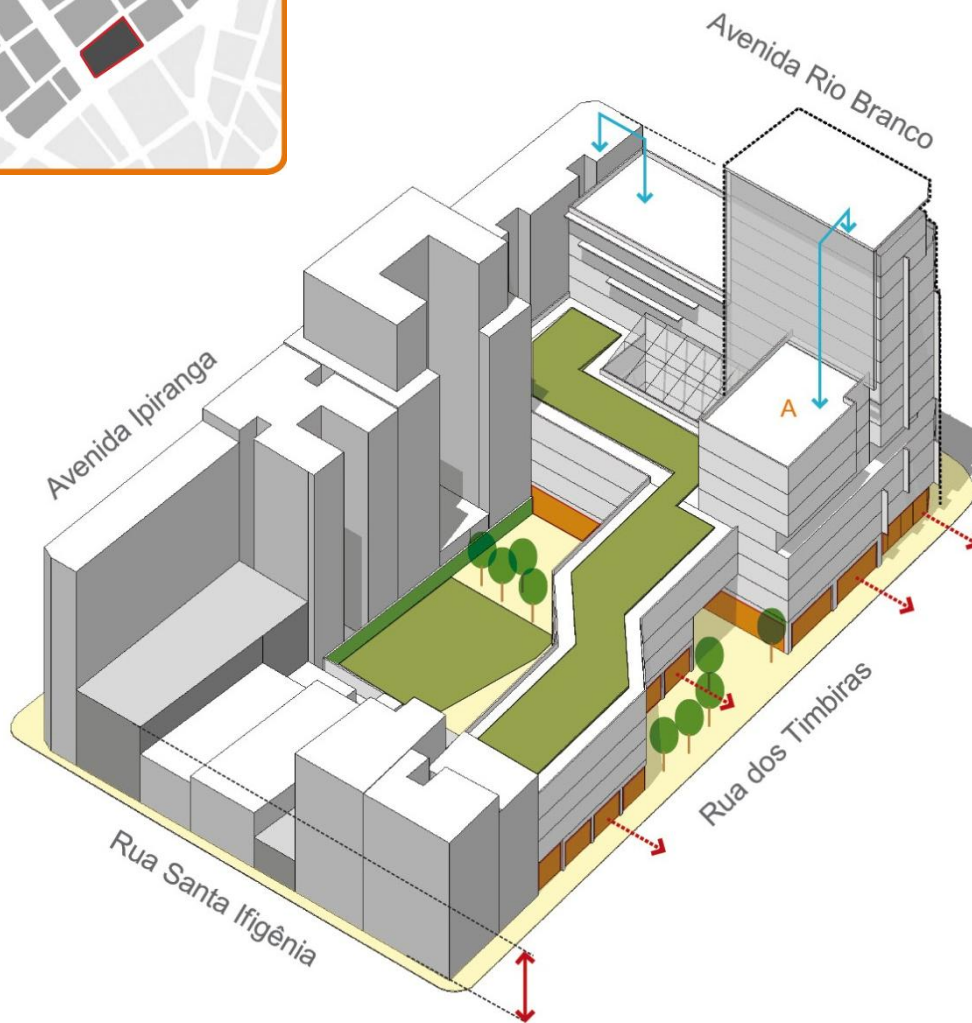 Avenida Rio Branco
Avenida Ipiranga
A
Rua dos Timbiras
Rua Santa Ifigênia